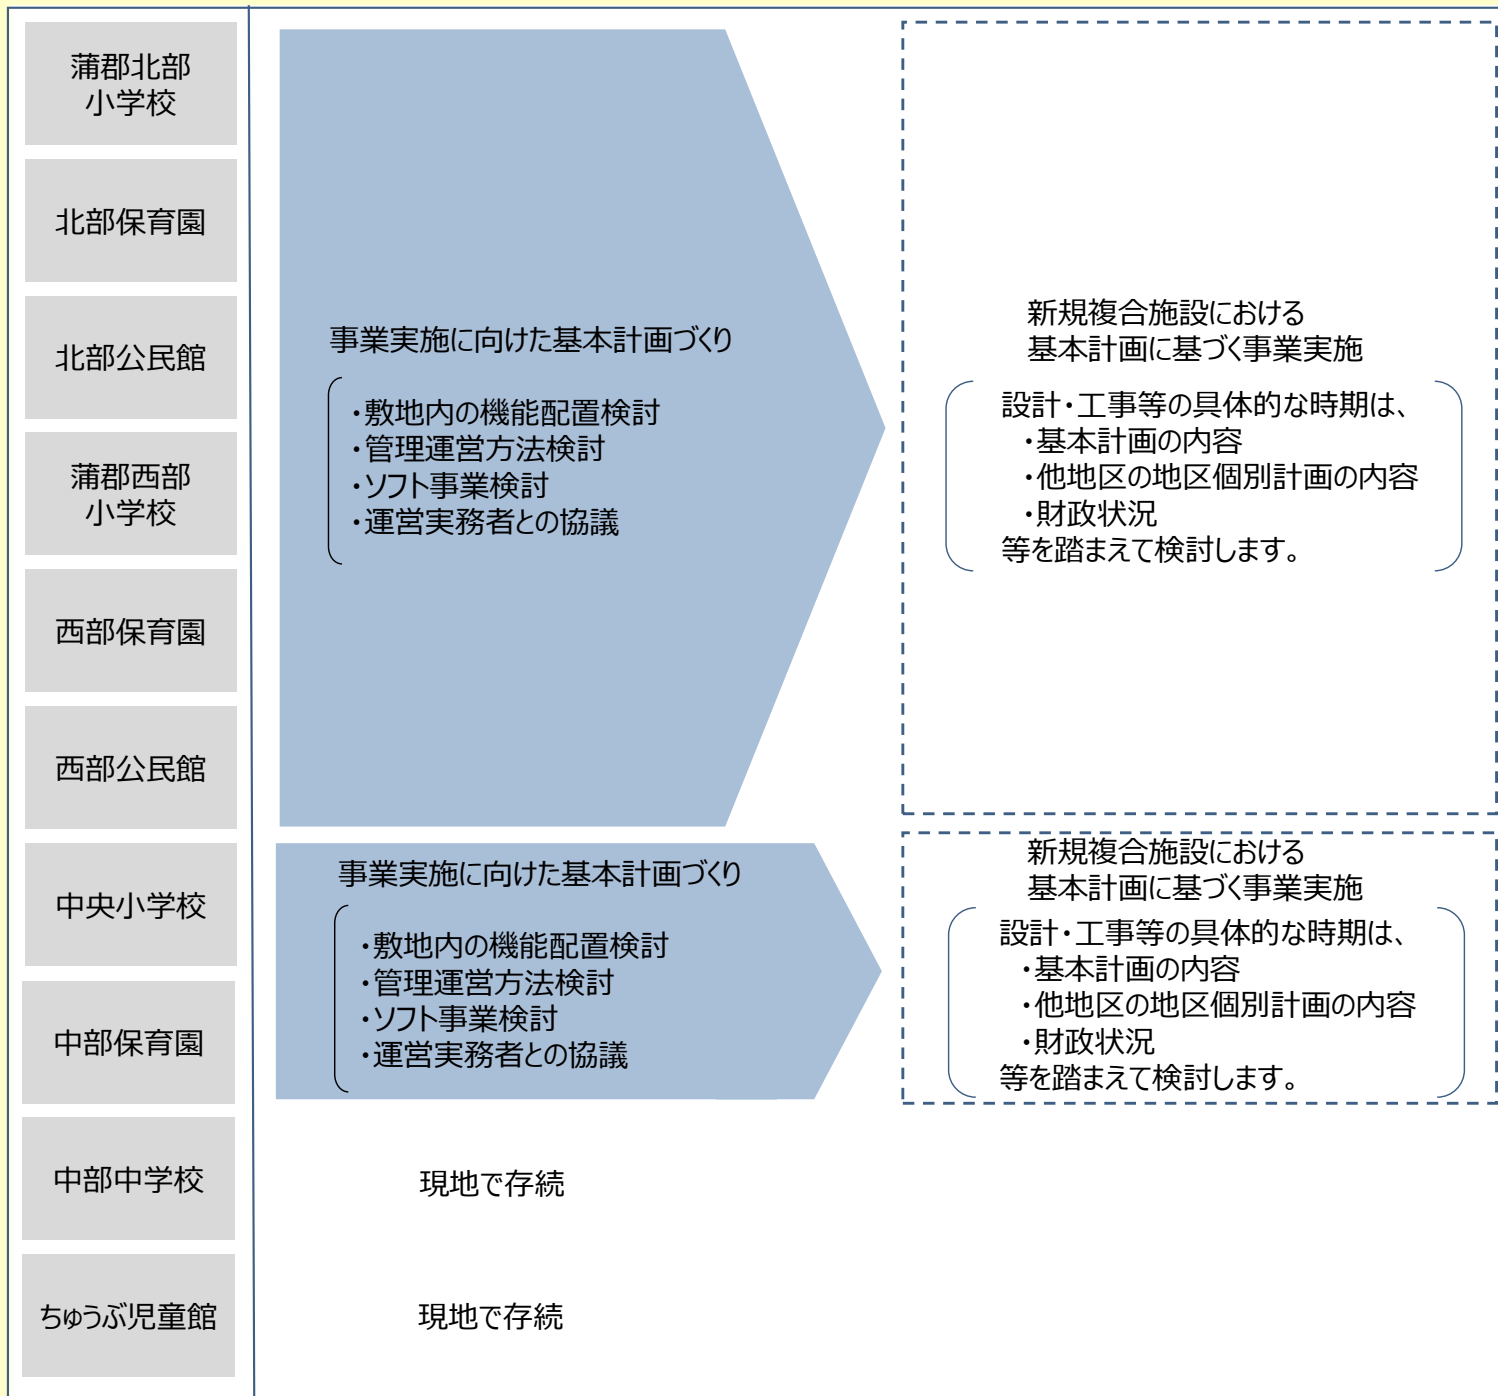 蒲郡北部
小学校
北部保育園
北部公民館
蒲郡西部
小学校
西部保育園
西部公民館
中央小学校
中部保育園
中部中学校
ちゅうぶ児童館
事業実施に向けた基本計画づくり
・敷地内の機能配置検討
・管理運営方法検討
・ソフト事業検討
・運営実務者との協議
新規複合施設における
基本計画に基づく事業実施
設計・工事等の具体的な時期は、
・基本計画の内容
・他地区の地区個別計画の内容
・財政状況
等を踏まえて検討します。
事業実施に向けた基本計画づくり
・敷地内の機能配置検討
・管理運営方法検討
・ソフト事業検討
・運営実務者との協議
新規複合施設における
基本計画に基づく事業実施
設計・工事等の具体的な時期は、
・基本計画の内容
・他地区の地区個別計画の内容
・財政状況
等を踏まえて検討します。
現地で存続
現地で存続